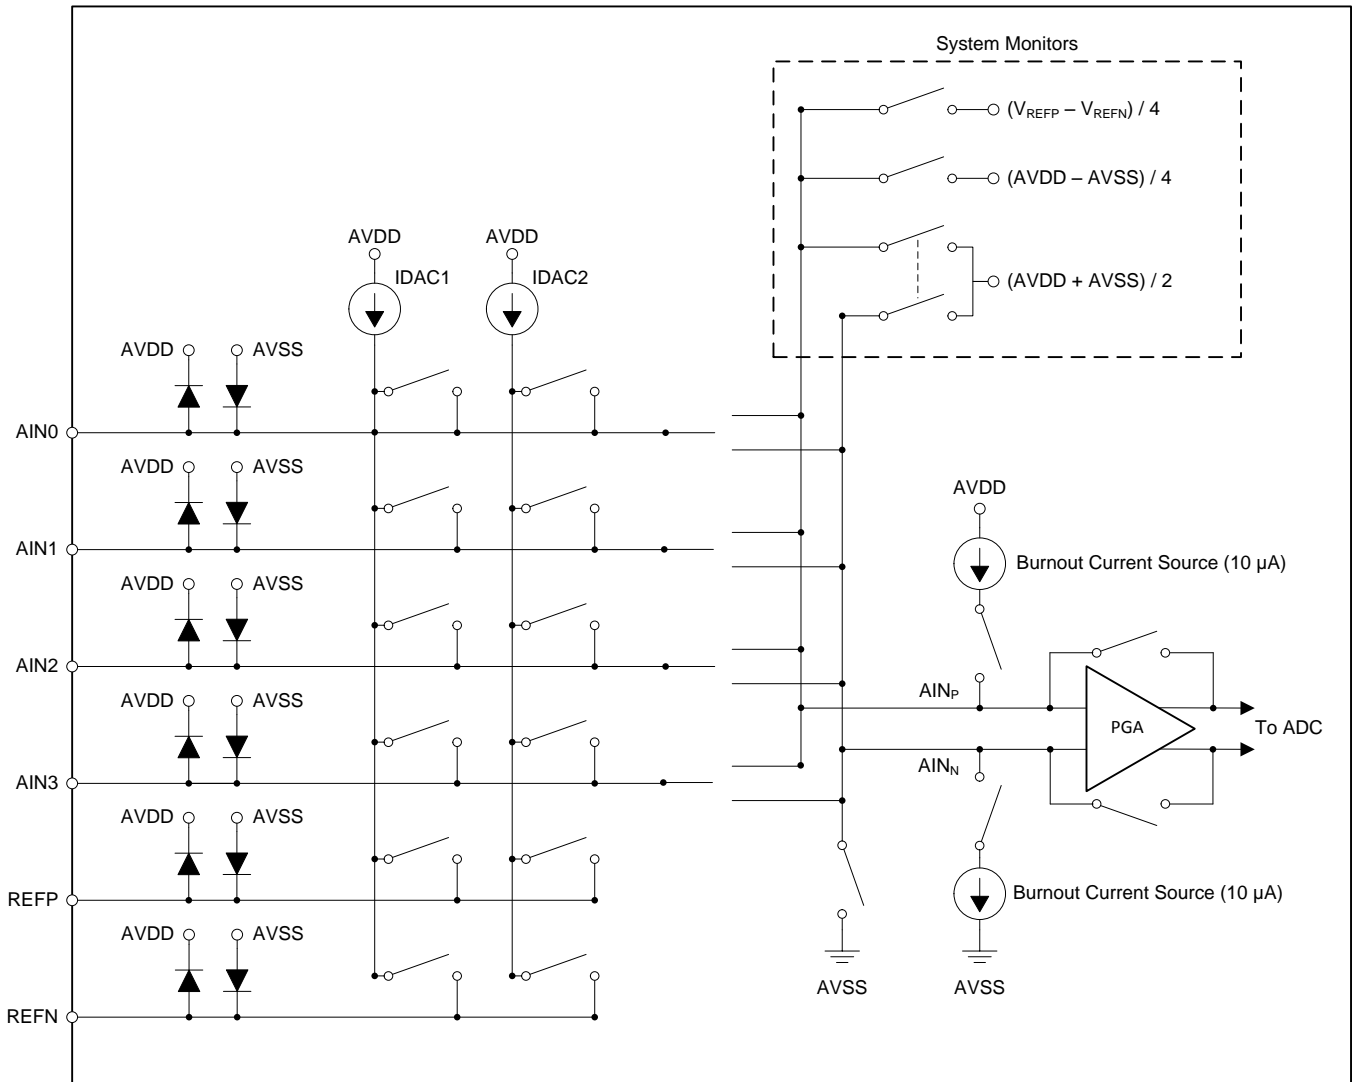 System Monitors
(VREFP – VREFN) / 4
(AVDD – AVSS) / 4
(AVDD + AVSS) / 2
AVDD
AVDD
IDAC1
IDAC2
AVDD
AVSS
AIN0
AVDD
AVSS
AIN1
AVDD
AVSS
AIN2
AVDD
AVSS
AIN3
AVDD
AVSS
REFP
AVDD
AVSS
REFN
AVDD
Burnout Current Source (10 µA)
AINP
PGA
To ADC
AINN
Burnout Current Source (10 µA)
AVSS
AVSS